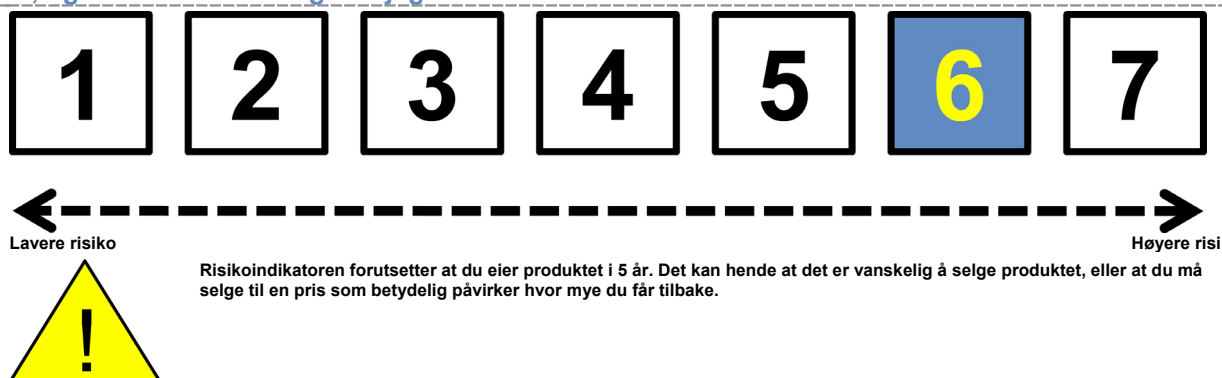 1 2 3 4 5 6 7
Lavere risiko Høyere risi
Risikoindikatoren forutsetter at du eier produktet i 5 år. Det kan hende at det er vanskelig å selge produktet, eller at du må
selge til en pris som betydelig påvirker hvor mye du får tilbake.
!